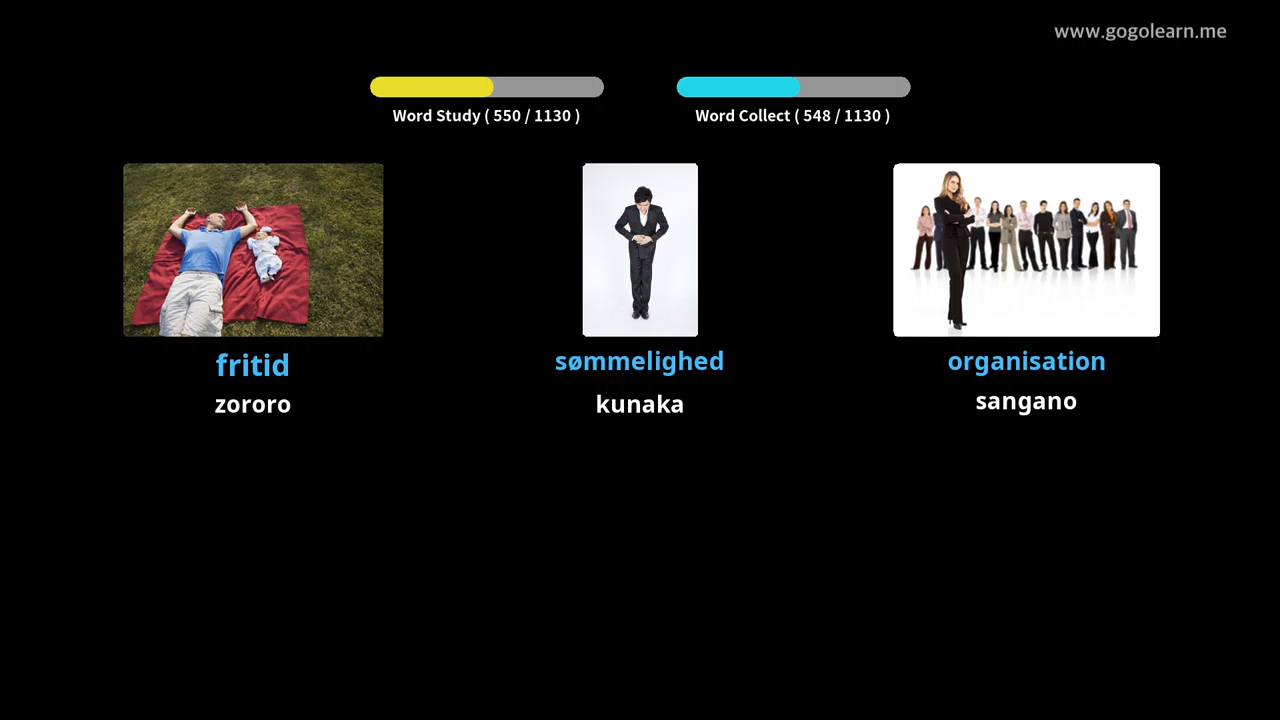 www.gogolearn.me
Word Study ( 550 / 1130 )
Word Collect ( 548 / 1130 )
fritid
sømmelighed
organisation
zororo
kunaka
sangano